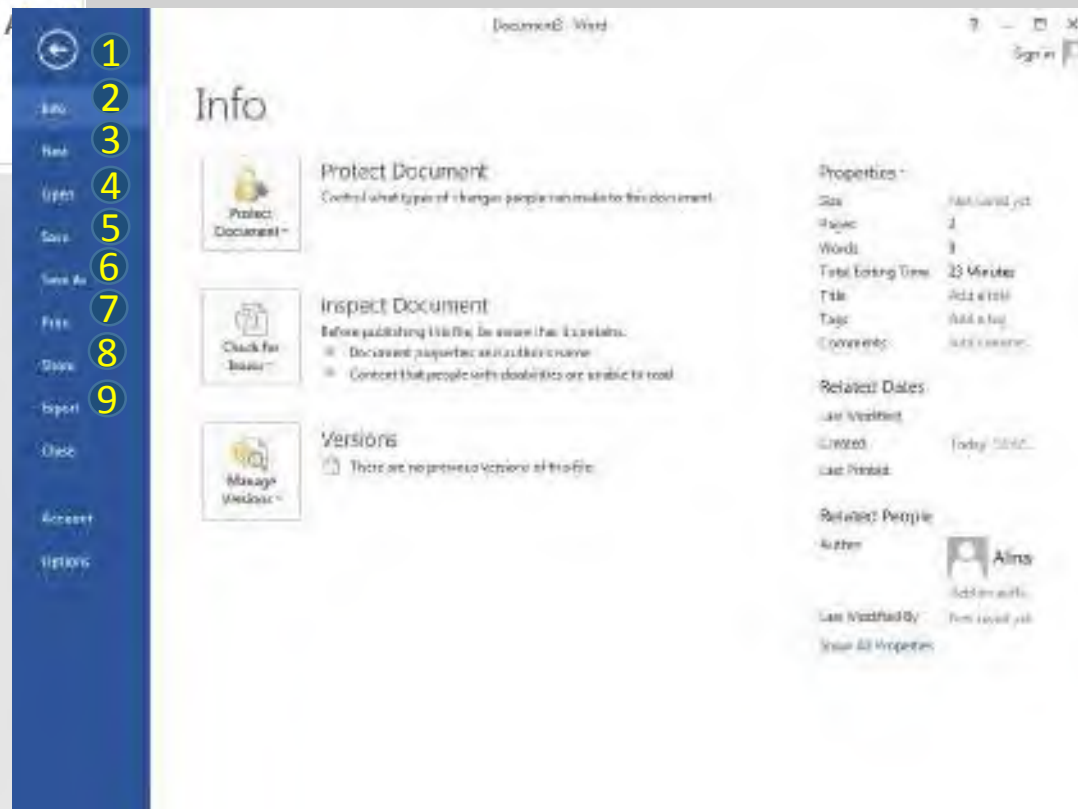 Document3 - Word
?
Sign in
1
Info 2
New 3
Open 4
Save 5
Save As 6
Print 7
Share 8
Export 9
Close
Account
Options
Info
Protect Document
Protect Document
Control what types of changes people can make to this document.
Check for Issues
Inspect Document
Before publishing this file, be aware that it contains:
Document properties and author's name
Content that people with disabilities are unable to read
Manage Versions
Versions
There are no previous versions of this file.
Properties
Size Not saved yet
Pages 2
Words
Total Editing Time 23 Minutes
Title Add a title
Tags Add a tag
Comments Add comme...
Related Dates
Last Modified
Created Today,
Last Printed
Related People
Author Alina
Add an auth...
Last Modified By Not saved yet
Show All Properties